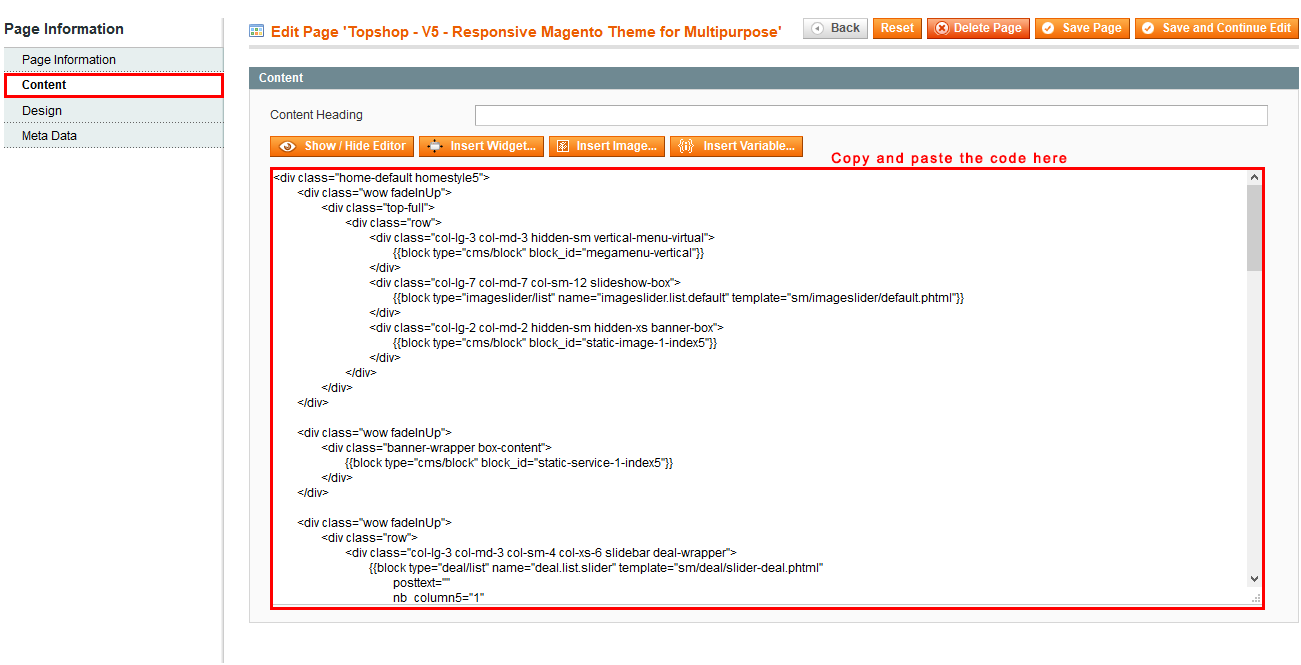 Page Information
Page Information
Content
Design
Meta Data
Edit Page 'Topshop - V5 - Responsive Magento Theme for Multipurpose'
Back Reset Delete Page Save Page Save and Continue Edit
Content
Content Heading
Show / Hide Editor Insert Widget... Insert Image... Insert Variable...
Copy and paste the code here
<div class="home-default homestyle5">
<div class="wow fadeInUp">
<div class="top-full">
<div class="row">
<div class="col-lg-3 col-md-3 hidden-sm vertical-menu-virtual">
{{block type="cms/block" block_id="megamenu-vertical"}}
</div>
<div class="col-lg-7 col-md-7 col-sm-12 slideshow-box">
{{block type="imageslider/list" name="imageslider.list.default" template="sm/imageslider/default.phtml"}}
</div>
<div class="col-lg-2 col-md-2 hidden-sm hidden-xs banner-box">
{{block type="cms/block" block_id="static-image-1-index5"}}
</div>
</div>
</div>
</div>
<div class="wow fadeInUp">
<div class="banner-wrapper box-content">
{{block type="cms/block" block_id="static-service-1-index5"}}
</div>
</div>
<div class="wow fadeInUp">
<div class="row">
<div class="col-lg-3 col-md-3 col-sm-4 col-xs-6 slidebar deal-wrapper">
{{block type="deal/list" name="deal.list.slider" template="sm/deal/slider-deal.phtml"
posttext=""
nb_column5="1"